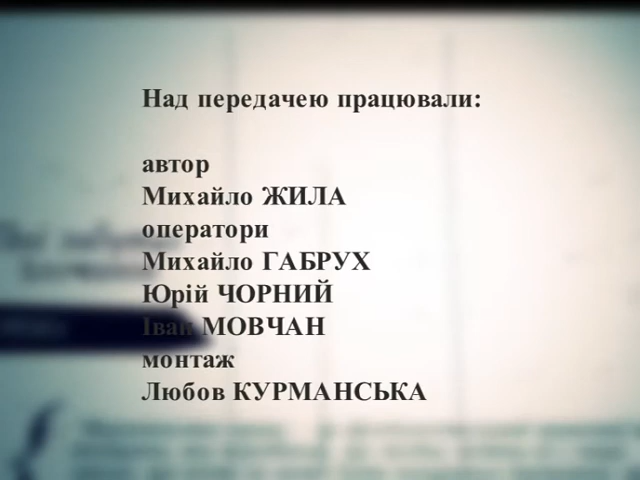 Над передачею працювали:
автор
Михайло ЖИЛА
оператори
Михайло ГАБРУХ
Юрій ЧОРНИЙ
Іван МОВЧАН
монтаж
Любов КУРМАНСЬКА